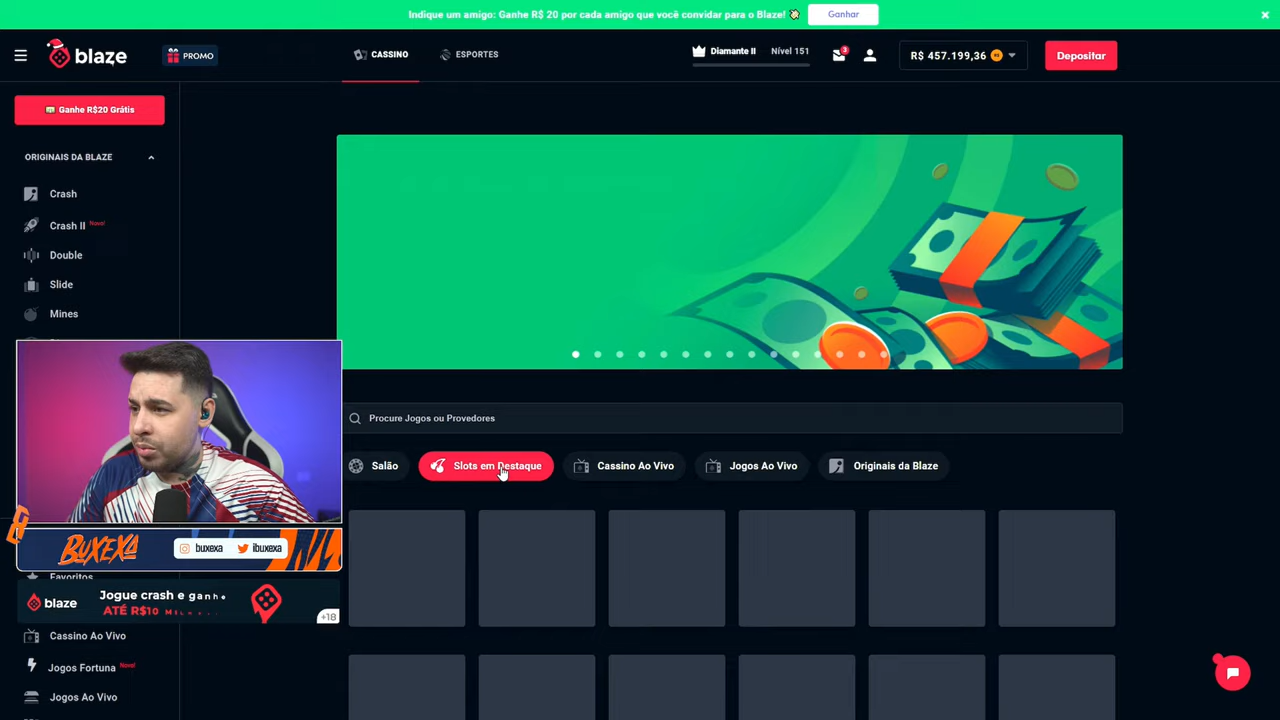 Indique um amigo: Ganhe R$ 20 por cada amigo que você convidar para o Blaze!
Ganhar
blaze
PROMO
CASSINO
ESPORTES
Diamante II
Nível 151
3
R$ 457.199,36
Depositar
Ganhe R$20 Grátis
ORIGINAIS DA BLAZE
Crash
Crash II Novo!
Double
Slide
Mines
Procure Jogos ou Provedores
Salão
Slots em Destaque
Cassino Ao Vivo
Jogos Ao Vivo
Originais da Blaze
BUXEXA
buxexa
ibuxexa
Favoritos
blaze
Jogue crash e ganhe
ATÉ R$10
+18
Cassino Ao Vivo
Jogos Fortuna Novo!
Jogos Ao Vivo